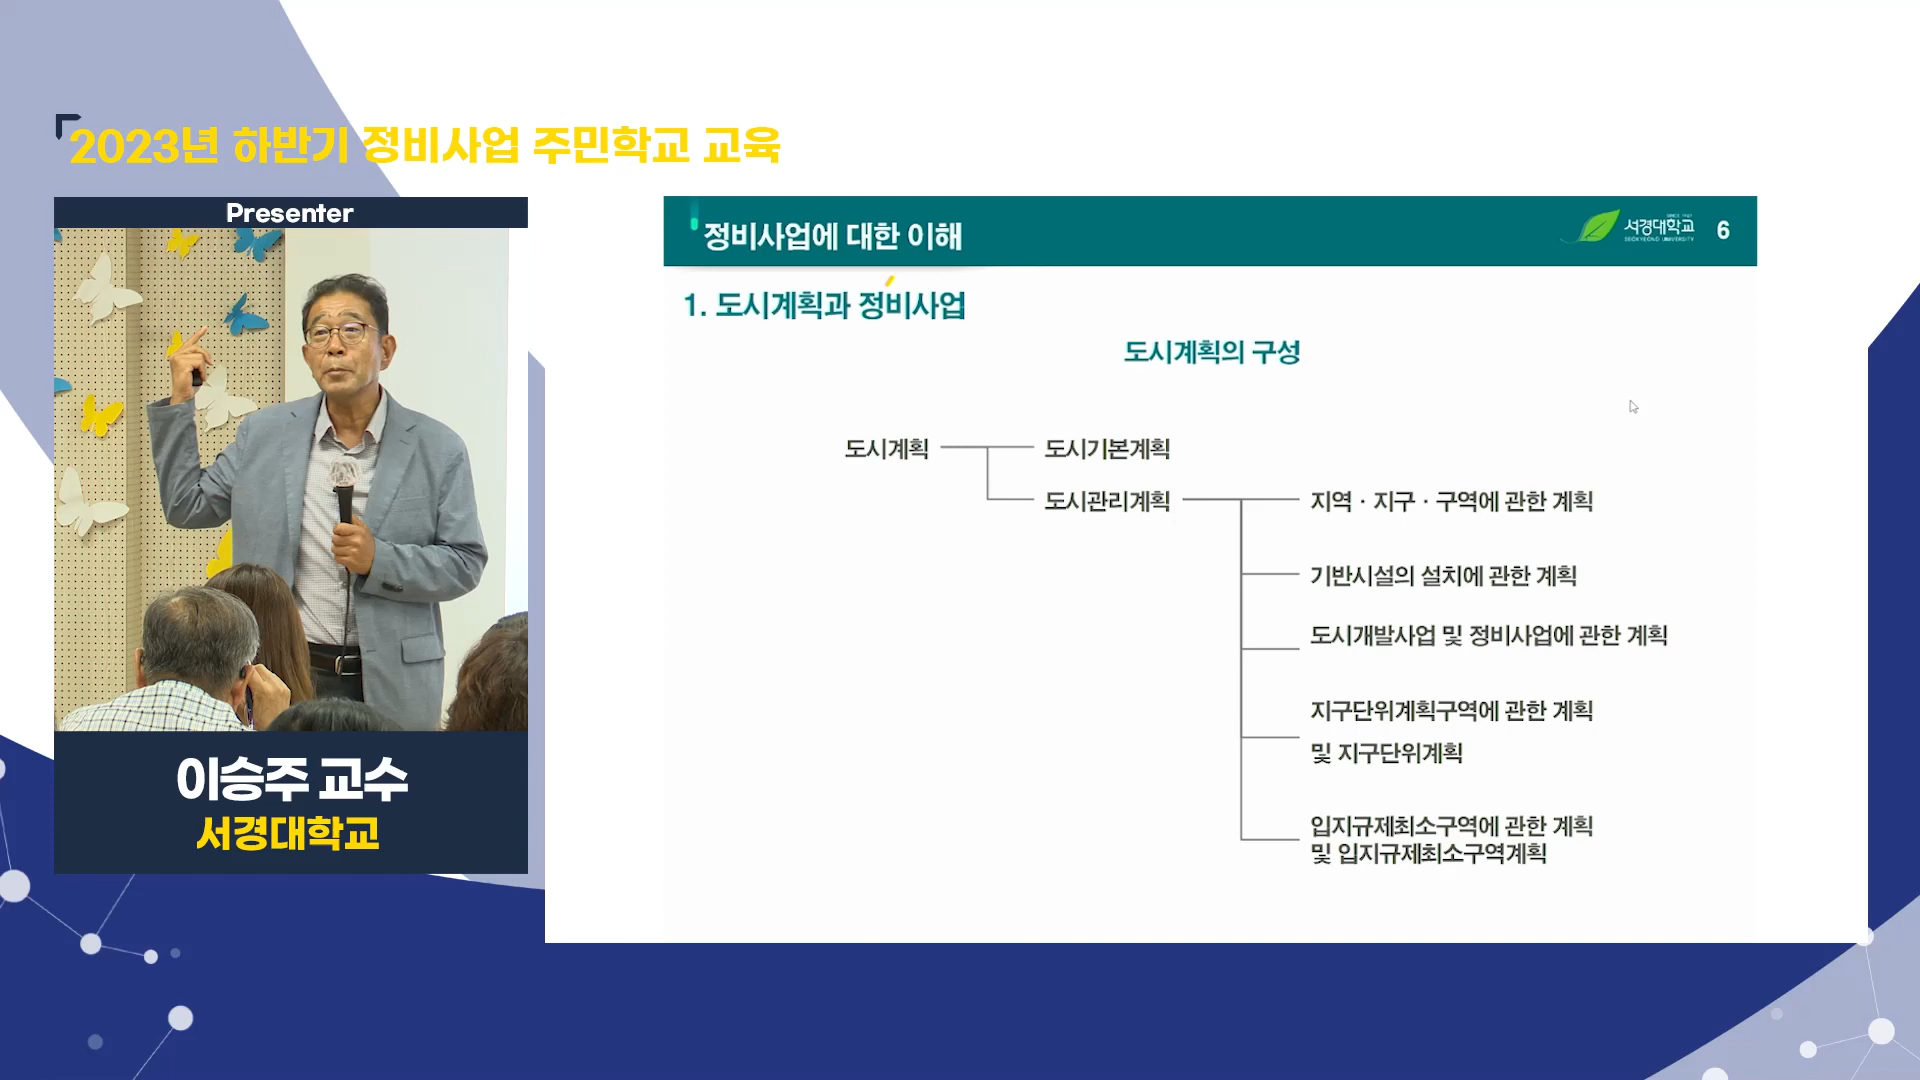 2023년 하반기 정비사업 주민학교 교육
Presenter
이승주 교수
서경대학교
정비사업에 대한 이해
SINCE 1947
서경대학교
SEOKYEONG UNIVERSITY
6
1. 도시계획과 정비사업
도시계획의 구성
도시계획
도시기본계획
도시관리계획
지역 · 지구 · 구역에 관한 계획
기반시설의 설치에 관한 계획
도시개발사업 및 정비사업에 관한 계획
지구단위계획구역에 관한 계획
및 지구단위계획
입지규제최소구역에 관한 계획
및 입지규제최소구역계획